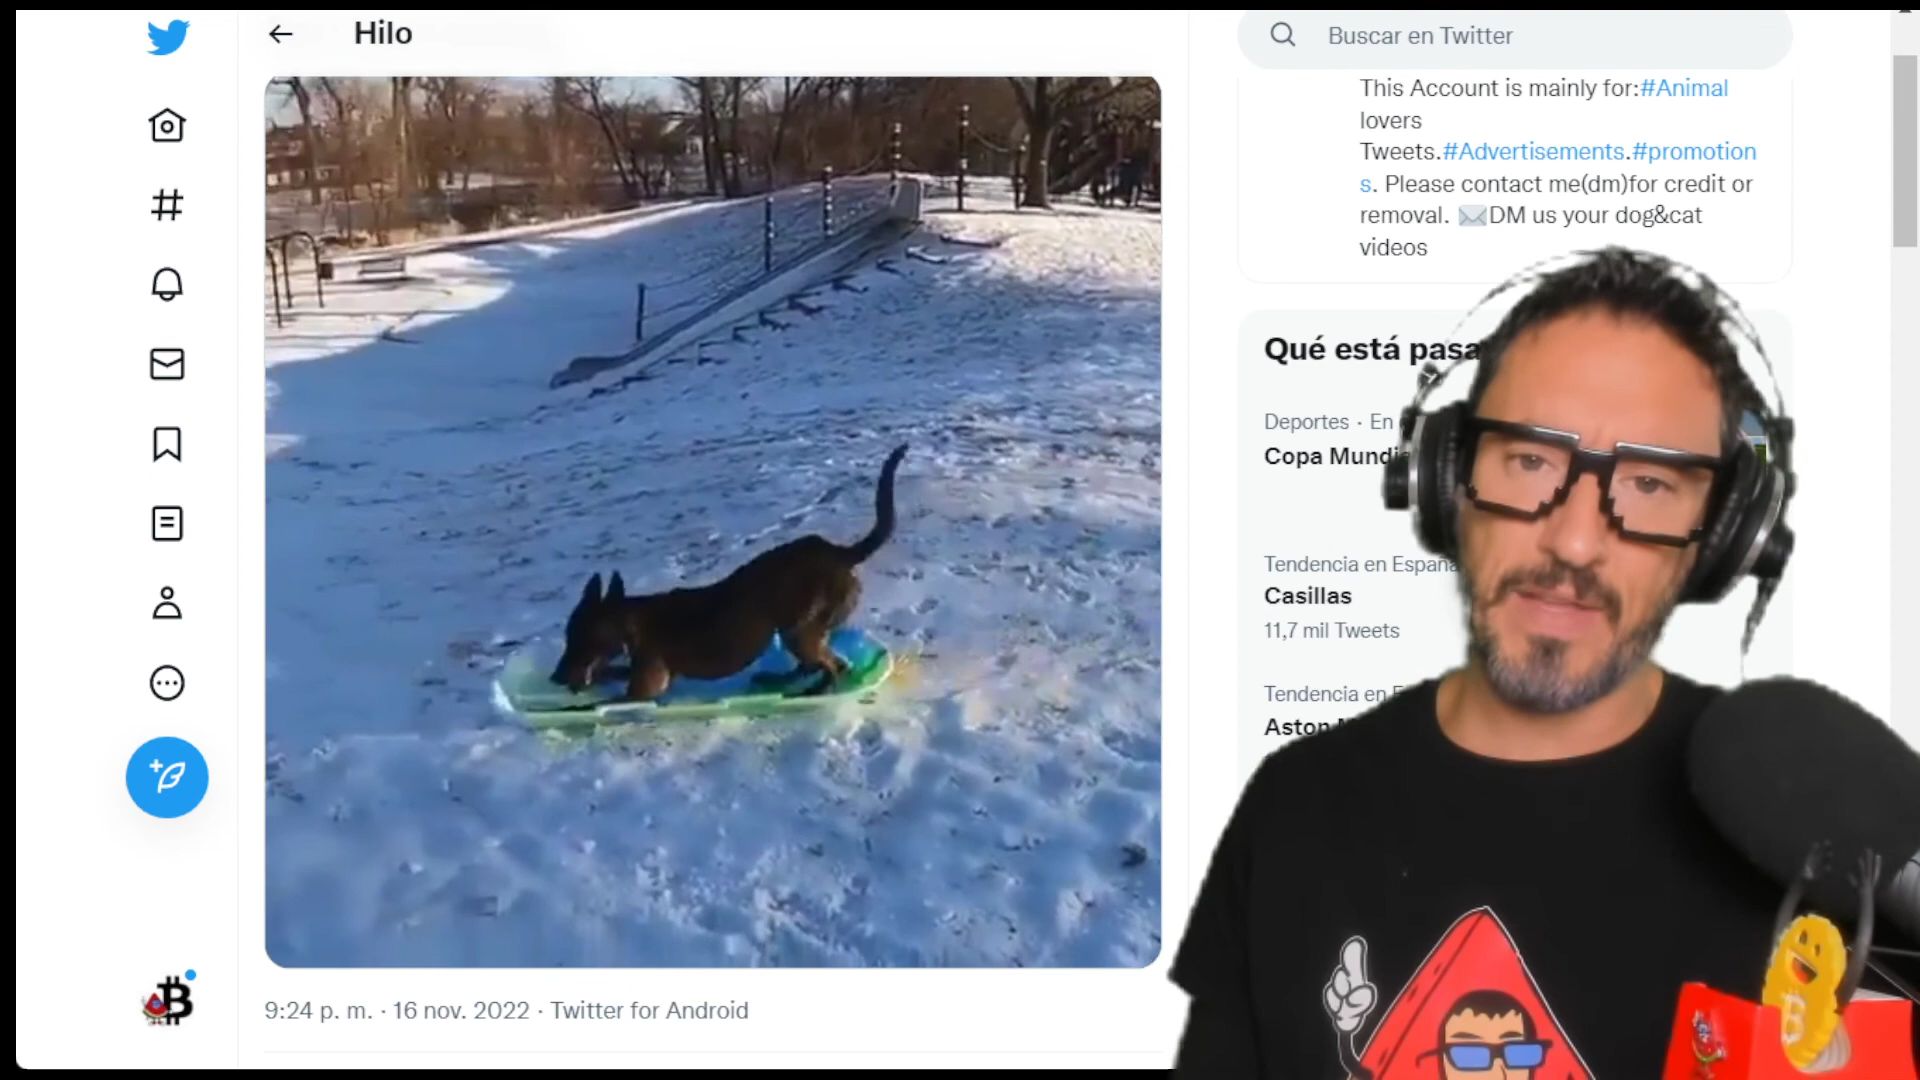 Hilo
Buscar en Twitter
This Account is mainly for:#Animal
lovers
Tweets.#Advertisements.#promotion
s. Please contact me(dm)for credit or
removal. ✉️DM us your dog&cat
videos
Qué está pasa
Deportes · En
Copa Mundi
Tendencia en España
Casillas
11,7 mil Tweets
Tendencia en E
Aston M
9:24 p. m. · 16 nov. 2022 · Twitter for Android